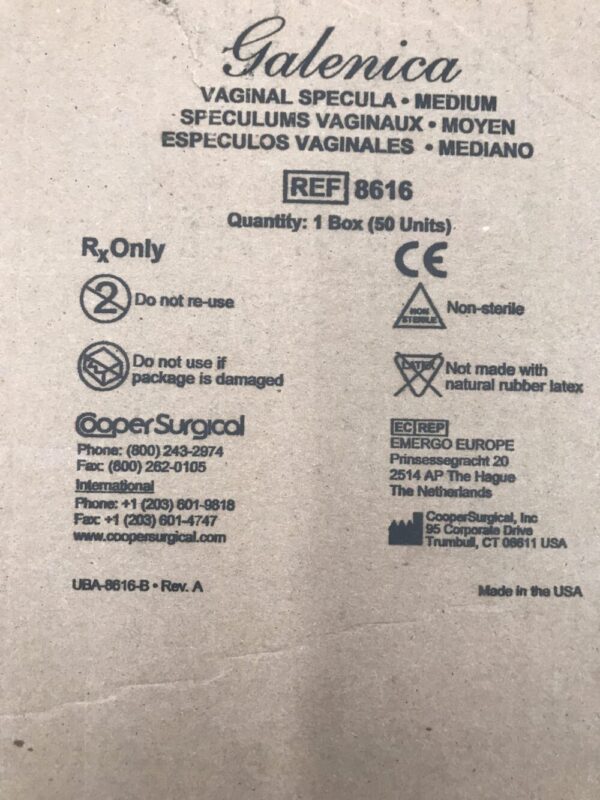 Galenica
VAGINAL SPECULA • MEDIUM
SPECULUMS VAGINAUX • MOYEN
ESPECULOS VAGINALES • MEDIANO
REF 8616
Quantity: 1 Box (50 Units)
RxOnly
CE
2 Do not re-use
NON STERILE Non-sterile
Do not use if
package is damaged
LATEX Not made with
natural rubber latex
CooperSurgical
Phone: (800) 243-2974
Fax: (800) 262-0105
International
Phone: +1 (203) 601-9818
Fax: +1 (203) 601-4747
www.coopersurgical.com
EC REP
EMERGO EUROPE
Prinsessegracht 20
2514 AP The Hague
The Netherlands
CooperSurgical, Inc
95 Corporate Drive
Trumbull, CT 06611 USA
UBA-8616-B • Rev. A
Made in the USA